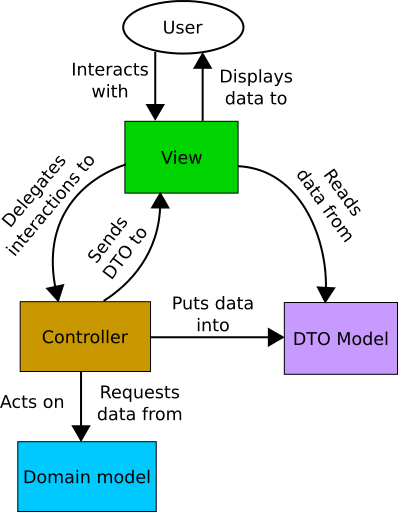 User
Interacts
with
Displays
data to
View
Delegates
interactions to
Sends
DTO to
Reads
data from
Controller
Puts data
into
DTO Model
Acts on
Requests
data from
Domain model